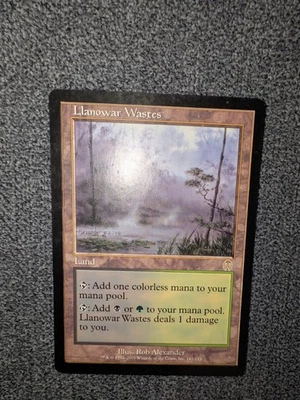 Llanowar Wastes
Land
: Add one colorless mana to your
mana pool.
: Add or to your mana pool.
Llanowar Wastes deals 1 damage
to you.
Illus. Rob Alexander